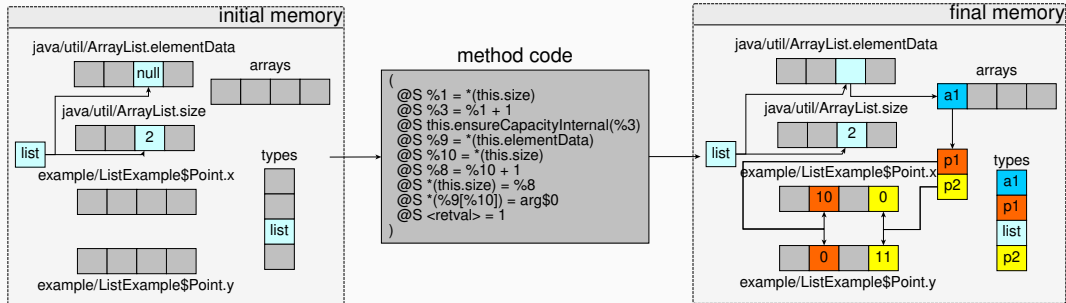 initial memory
java/util/ArrayList.elementData
null
arrays
java/util/ArrayList.size
2
list
types
example/ListExample$Point.x
list
example/ListExample$Point.y
method code
(
@S %1 = *(this.size)
@S %3 = %1 + 1
@S this.ensureCapacityInternal(%3)
@S %9 = *(this.elementData)
@S %10 = *(this.size)
@S %8 = %10 + 1
@S *(this.size) = %8
@S *(%9[%10]) = arg$0
@S <retval> = 1
)
final memory
java/util/ArrayList.elementData
arrays
a1
java/util/ArrayList.size
2
list
p1
p2
example/ListExample$Point.x
10
0
types
a1
p1
list
p2
0
11
example/ListExample$Point.y